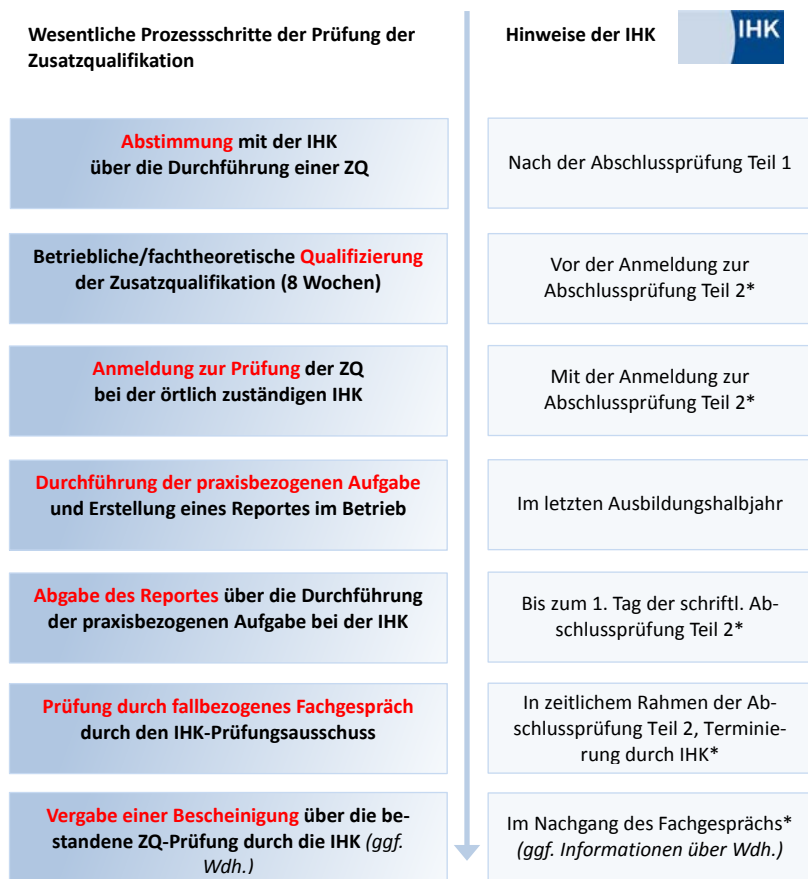 Wesentliche Prozessschritte der Prüfung der
Zusatzqualifikation
Hinweise der IHK
IHK
Abstimmung mit der IHK
über die Durchführung einer ZQ
Nach der Abschlussprüfung Teil 1
Betriebliche/fachtheoretische Qualifizierung
der Zusatzqualifikation (8 Wochen)
Vor der Anmeldung zur
Abschlussprüfung Teil 2*
Anmeldung zur Prüfung der ZQ
bei der örtlich zuständigen IHK
Mit der Anmeldung zur
Abschlussprüfung Teil 2*
Durchführung der praxisbezogenen Aufgabe
und Erstellung eines Reportes im Betrieb
Im letzten Ausbildungshalbjahr
Abgabe des Reportes über die Durchführung
der praxisbezogenen Aufgabe bei der IHK
Bis zum 1. Tag der schriftl. Ab-
schlussprüfung Teil 2*
Prüfung durch fallbezogenes Fachgespräch
durch den IHK-Prüfungsausschuss
In zeitlichem Rahmen der Ab-
schlussprüfung Teil 2, Terminie-
rung durch IHK*
Vergabe einer Bescheinigung über die be-
standene ZQ-Prüfung durch die IHK (ggf.
Wdh.)
Im Nachgang des Fachgesprächs*
(ggf. Informationen über Wdh.)